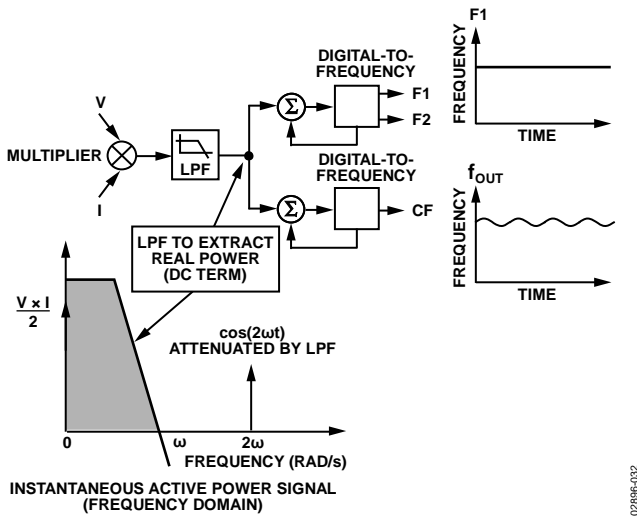 F1
DIGITAL-TO-
FREQUENCY
F1
F2
FREQUENCY
TIME
V
MULTIPLIER
I
LPF
Σ
DIGITAL-TO-
FREQUENCY
Σ
CF
fOUT
FREQUENCY
TIME
LPF TO EXTRACT
REAL POWER
(DC TERM)
V × I
2
cos(2ωt)
ATTENUATED BY LPF
0
ω
2ω
FREQUENCY (RAD/s)
INSTANTANEOUS ACTIVE POWER SIGNAL
(FREQUENCY DOMAIN)
02896-032